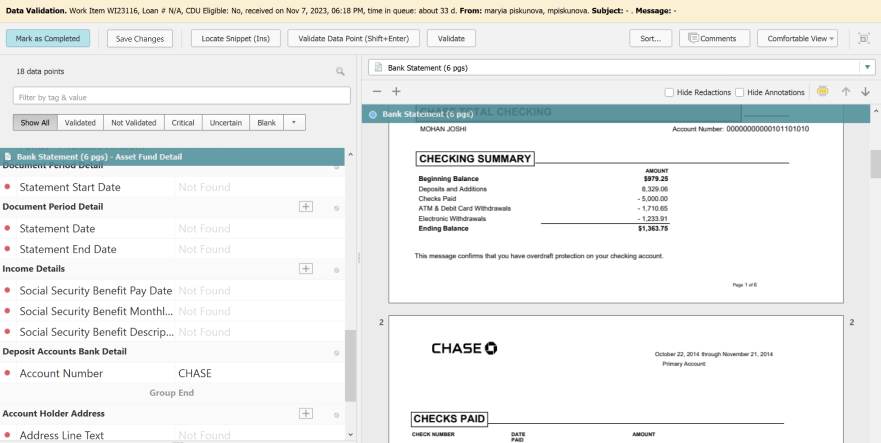 Data Validation. Work Item WI23116, Loan # N/A, CDU Eligible: No, received on Nov 7, 2023, 06:18 PM, time in queue: about 33 d. From: maryia piskunova, mpiskunova. Subject: - . Message: -
Mark as Completed Save Changes Locate Snippet (Ins) Validate Data Point (Shift+Enter) Validate Sort... Comments Comfortable View
18 data points
Filter by tag & value
Show All Validated Not Validated Critical Uncertain Blank
Bank Statement (6 pgs) - Asset Fund Detail
Document Period Detail
Statement Start Date Not Found
Document Period Detail
Statement Date Not Found
Statement End Date Not Found
Income Details
Social Security Benefit Pay Date Not Found
Social Security Benefit Monthl... Not Found
Social Security Benefit Descrip... Not Found
Deposit Accounts Bank Detail
Account Number CHASE
Group End
Account Holder Address
Address Line Text Not Found
Bank Statement (6 pgs)
Hide Redactions Hide Annotations
CHASE TOTAL CHECKING
Bank Statement (6 pgs)
MOHAN JOSHI Account Number: 00000000000101101010
CHECKING SUMMARY
AMOUNT
Beginning Balance $979.25
Deposits and Additions 8,329.06
Checks Paid - 5,000.00
ATM & Debit Card Withdrawals - 1,710.65
Electronic Withdrawals - 1,233.91
Ending Balance $1,363.75
This message confirms that you have overdraft protection on your checking account.
Page 1 of 6
2 2
CHASE
October 22, 2014 through November 21, 2014
Primary Account:
CHECKS PAID
CHECK NUMBER DATE PAID AMOUNT